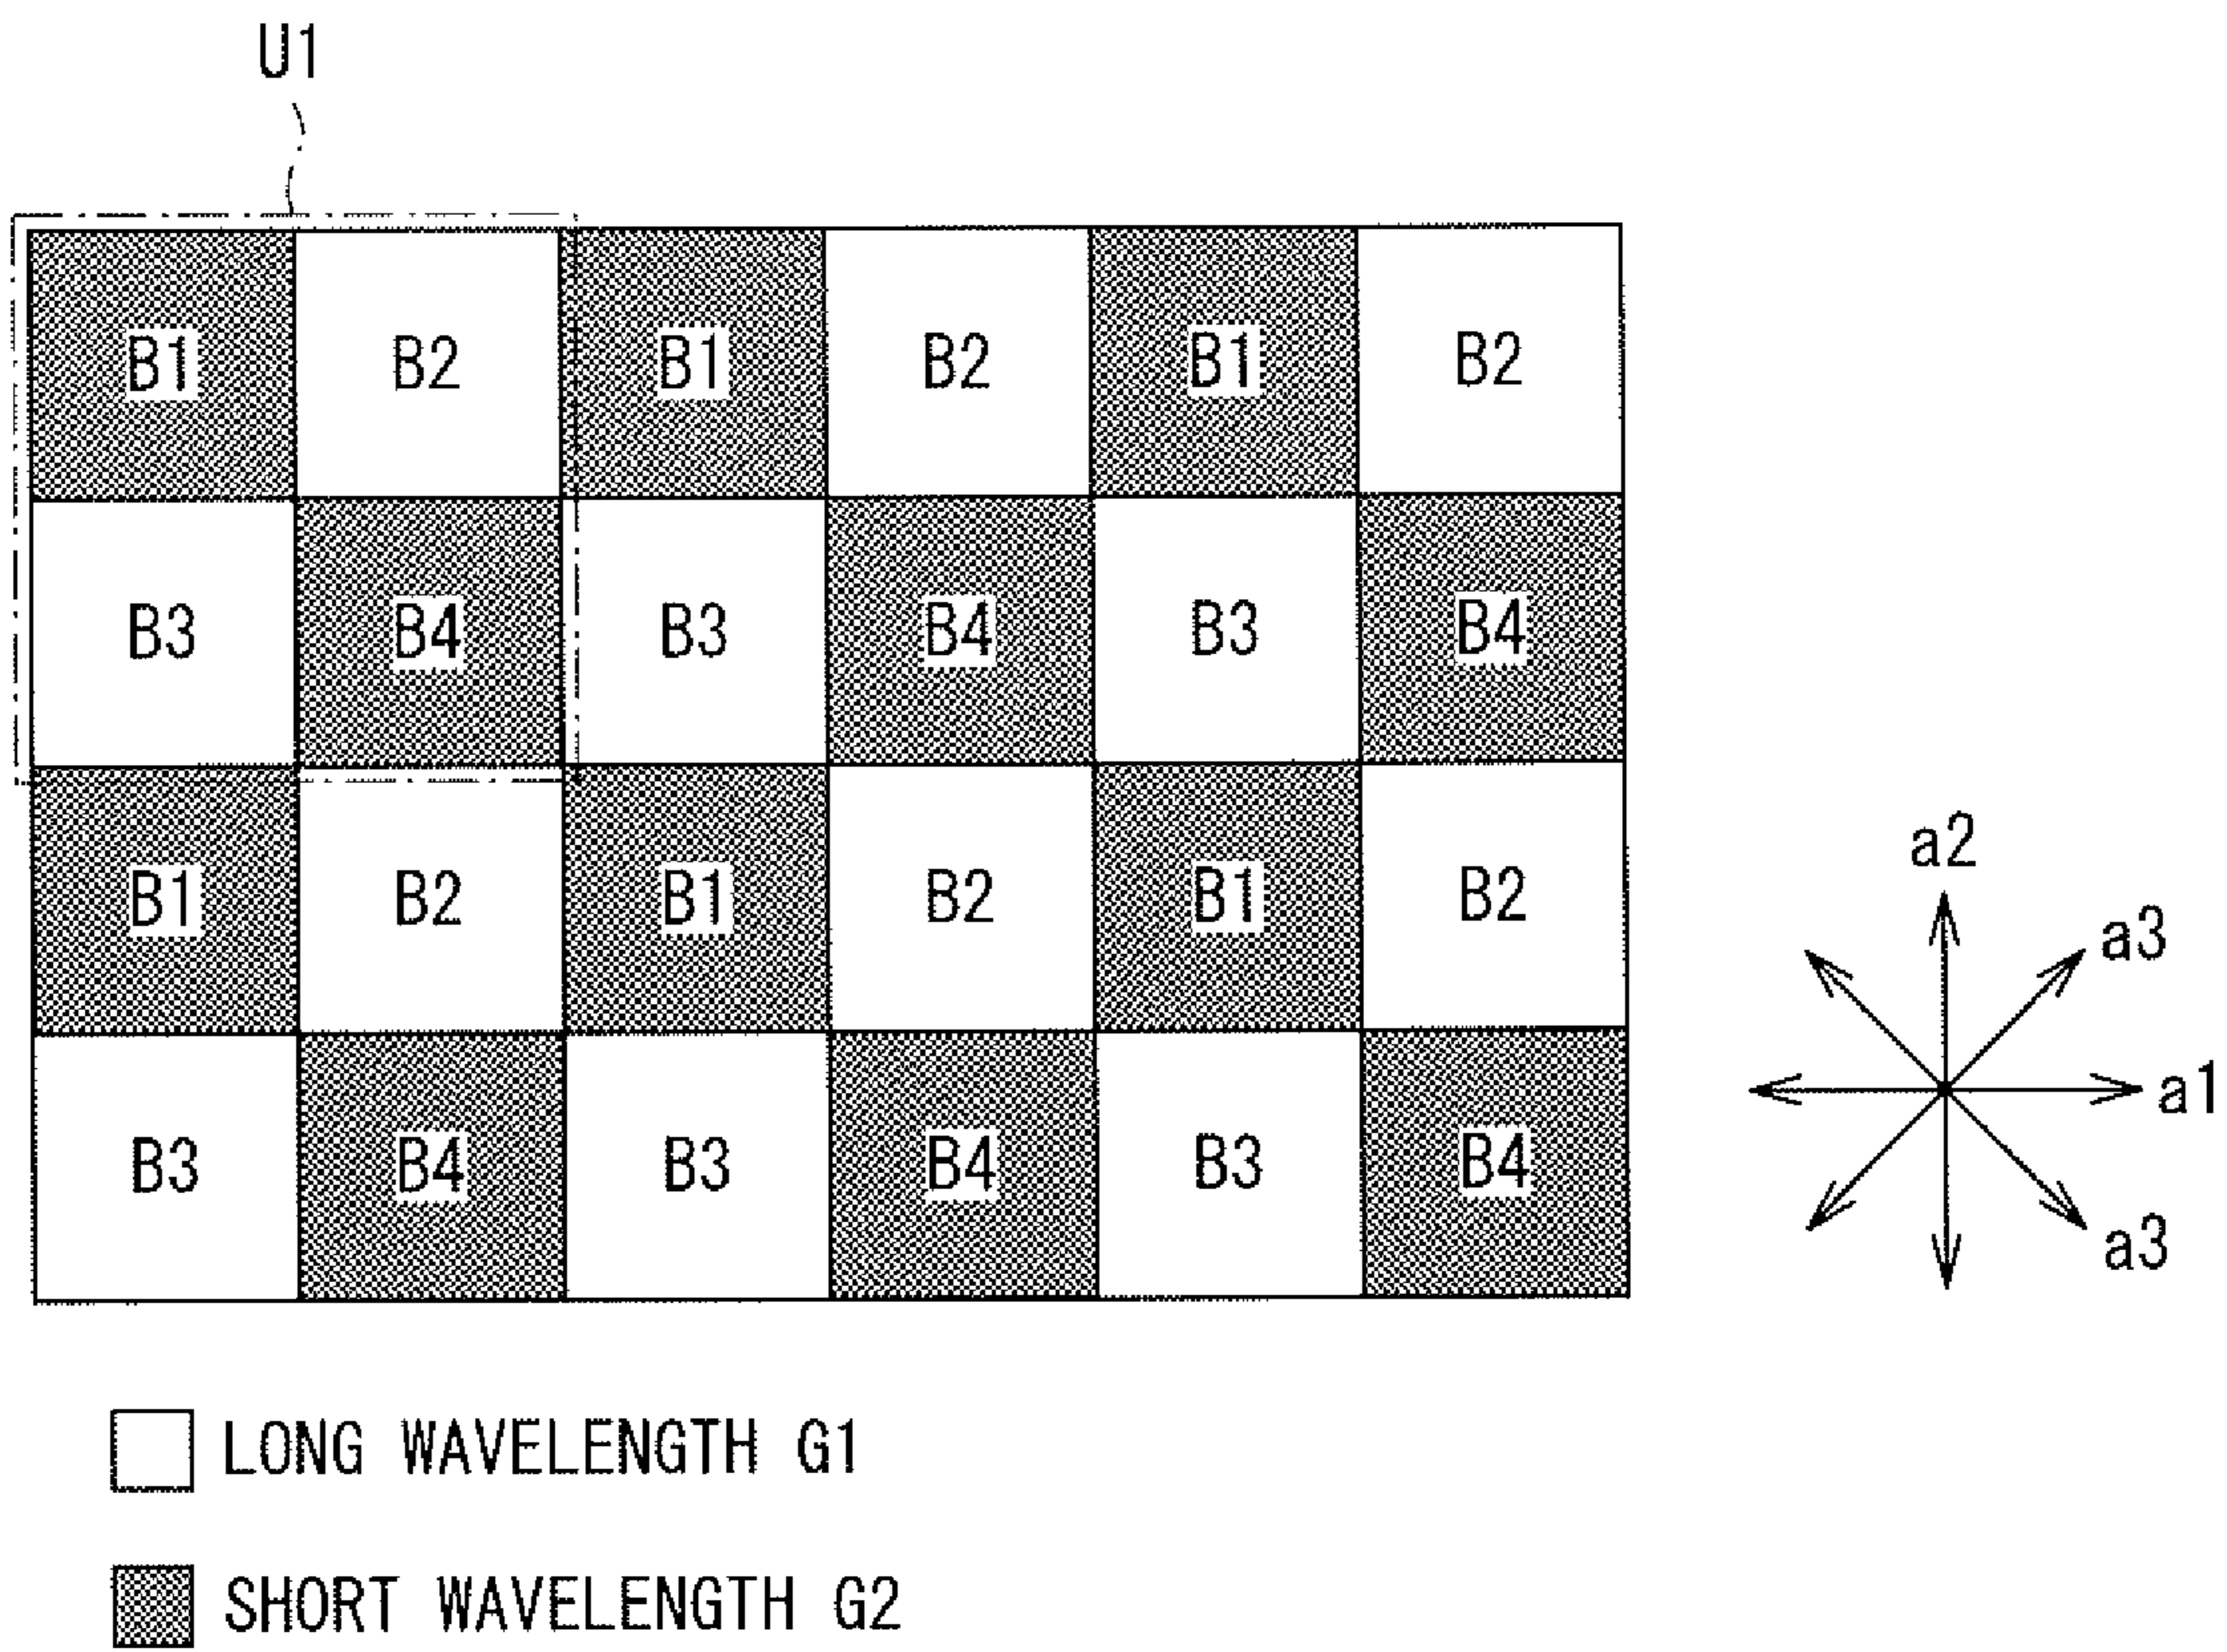 U1
B1 B2 B1 B2 B1 B2
B3 B4 B3 B4 B3 B4
B1 B2 B1 B2 B1 B2
B3 B4 B3 B4 B3 B4
a2
a3
a1
a3
LONG WAVELENGTH G1
SHORT WAVELENGTH G2